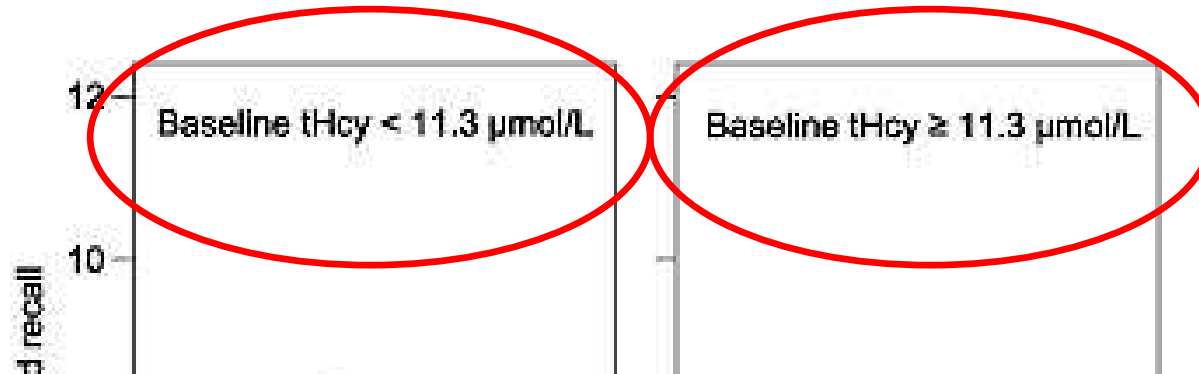 12
Baseline tHcy < 11.3 µmol/L
Baseline tHcy ≥ 11.3 µmol/L
10
recall